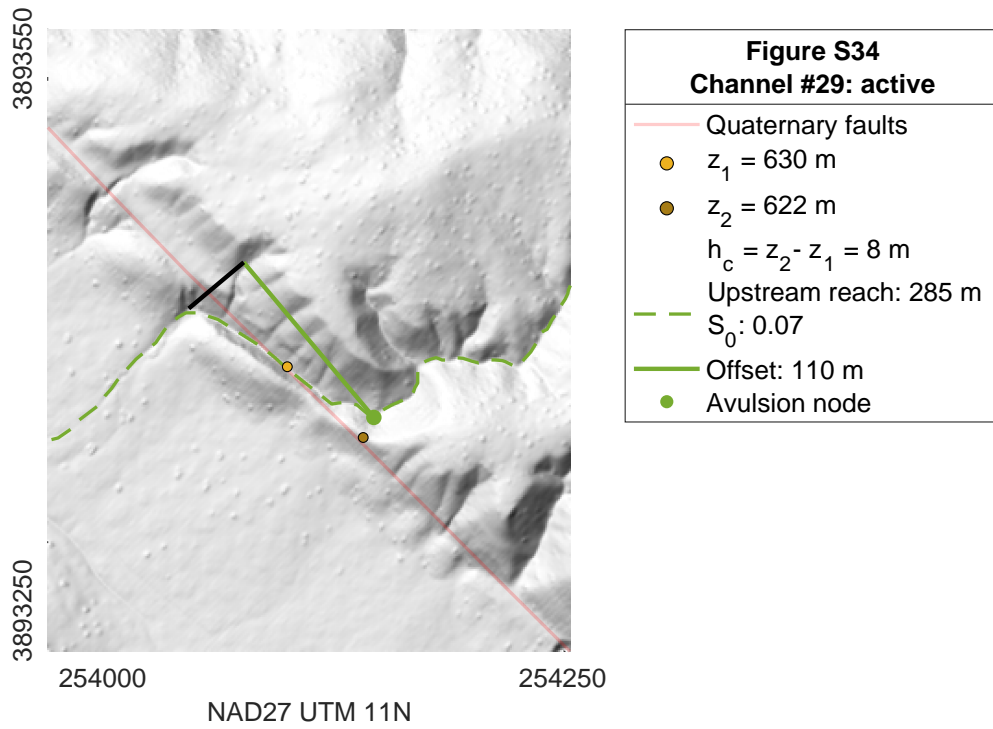 3893550
3893250
254000
254250
NAD27 UTM 11N
Figure S34
Channel #29: active
Quaternary faults
z1 = 630 m
z2 = 622 m
hc = z2- z1 = 8 m
Upstream reach: 285 m
S0: 0.07
Offset: 110 m
Avulsion node